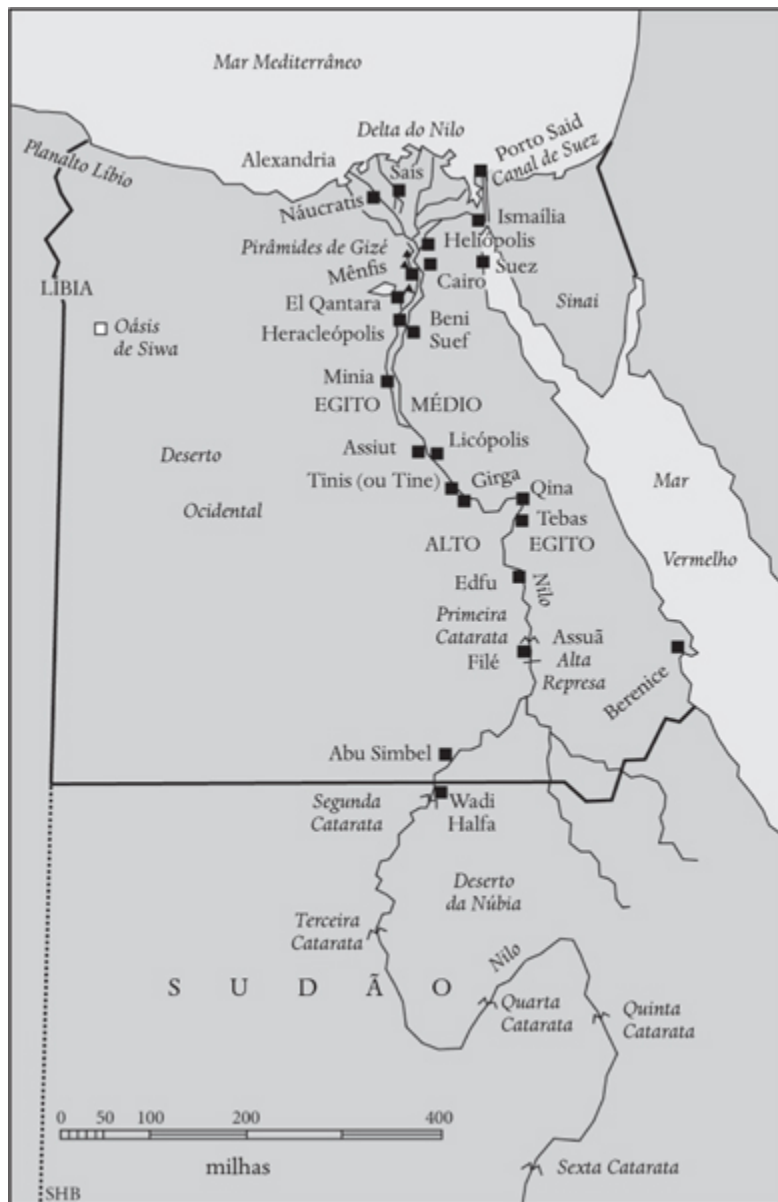 Mar Mediterrâneo
Delta do Nilo
Porto Said
Canal de Suez
Planalto Líbio
Alexandria
Sais
Náucratis
Ismaília
Pirâmides de Gizé
Heliópolis
Mênfis
Cairo
Suez
LÍBIA
El Qantara
Sinai
Oásis
de Siwa
Heracleópolis
Beni
Suef
Minia
EGITO MÉDIO
Deserto
Ocidental
Assiut
Licópolis
Tinis (ou Tine)
Girga
Qina
Mar
Vermelho
Tebas
ALTO EGITO
Edfu
Nilo
Primeira
Catarata
Assuã
Filé
Alta
Represa
Berenice
Abu Simbel
Segunda
Catarata
Wadi
Halfa
Deserto
da Núbia
Terceira
Catarata
Nilo
SUDÃO
Quarta
Catarata
Quinta
Catarata
0 50 100 200 400
milhas
Sexta Catarata
SHB